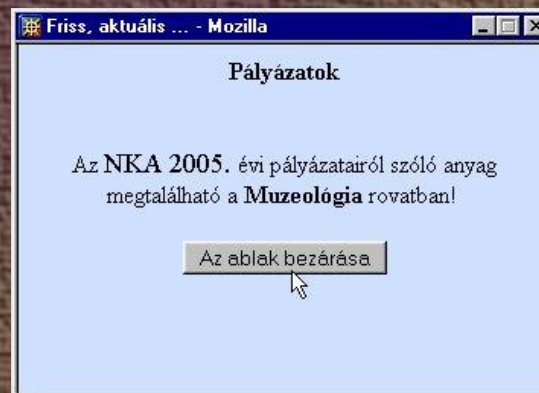 Friss, aktuális ... - Mozilla
Pályázatok
Az NKA 2005. évi pályázatairól szóló anyag
megtalálható a Muzeológia rovatban!
Az ablak bezárása